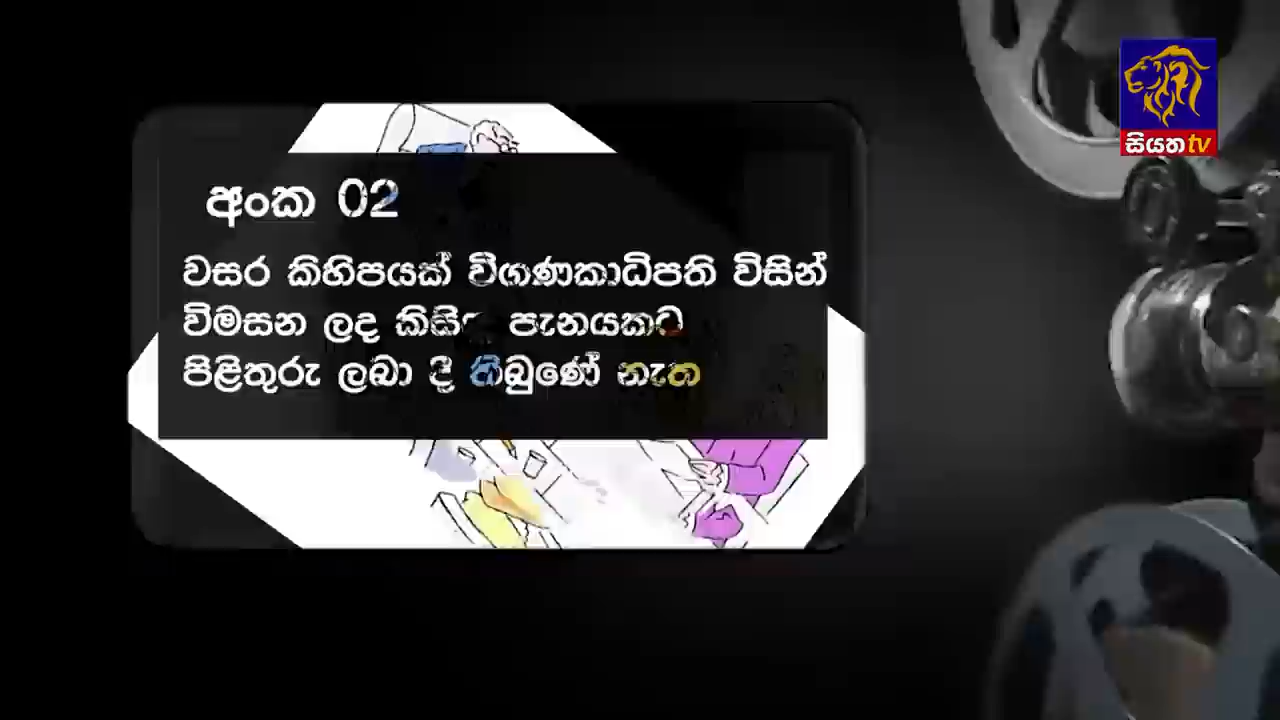 සියත tv
අංක 02
වසර කිහිපයක් විගණකාධිපති විසින්
විමසන ලද කිසිදු පැනයකට
පිළිතුරු ලබා දී තිබුණේ නැත